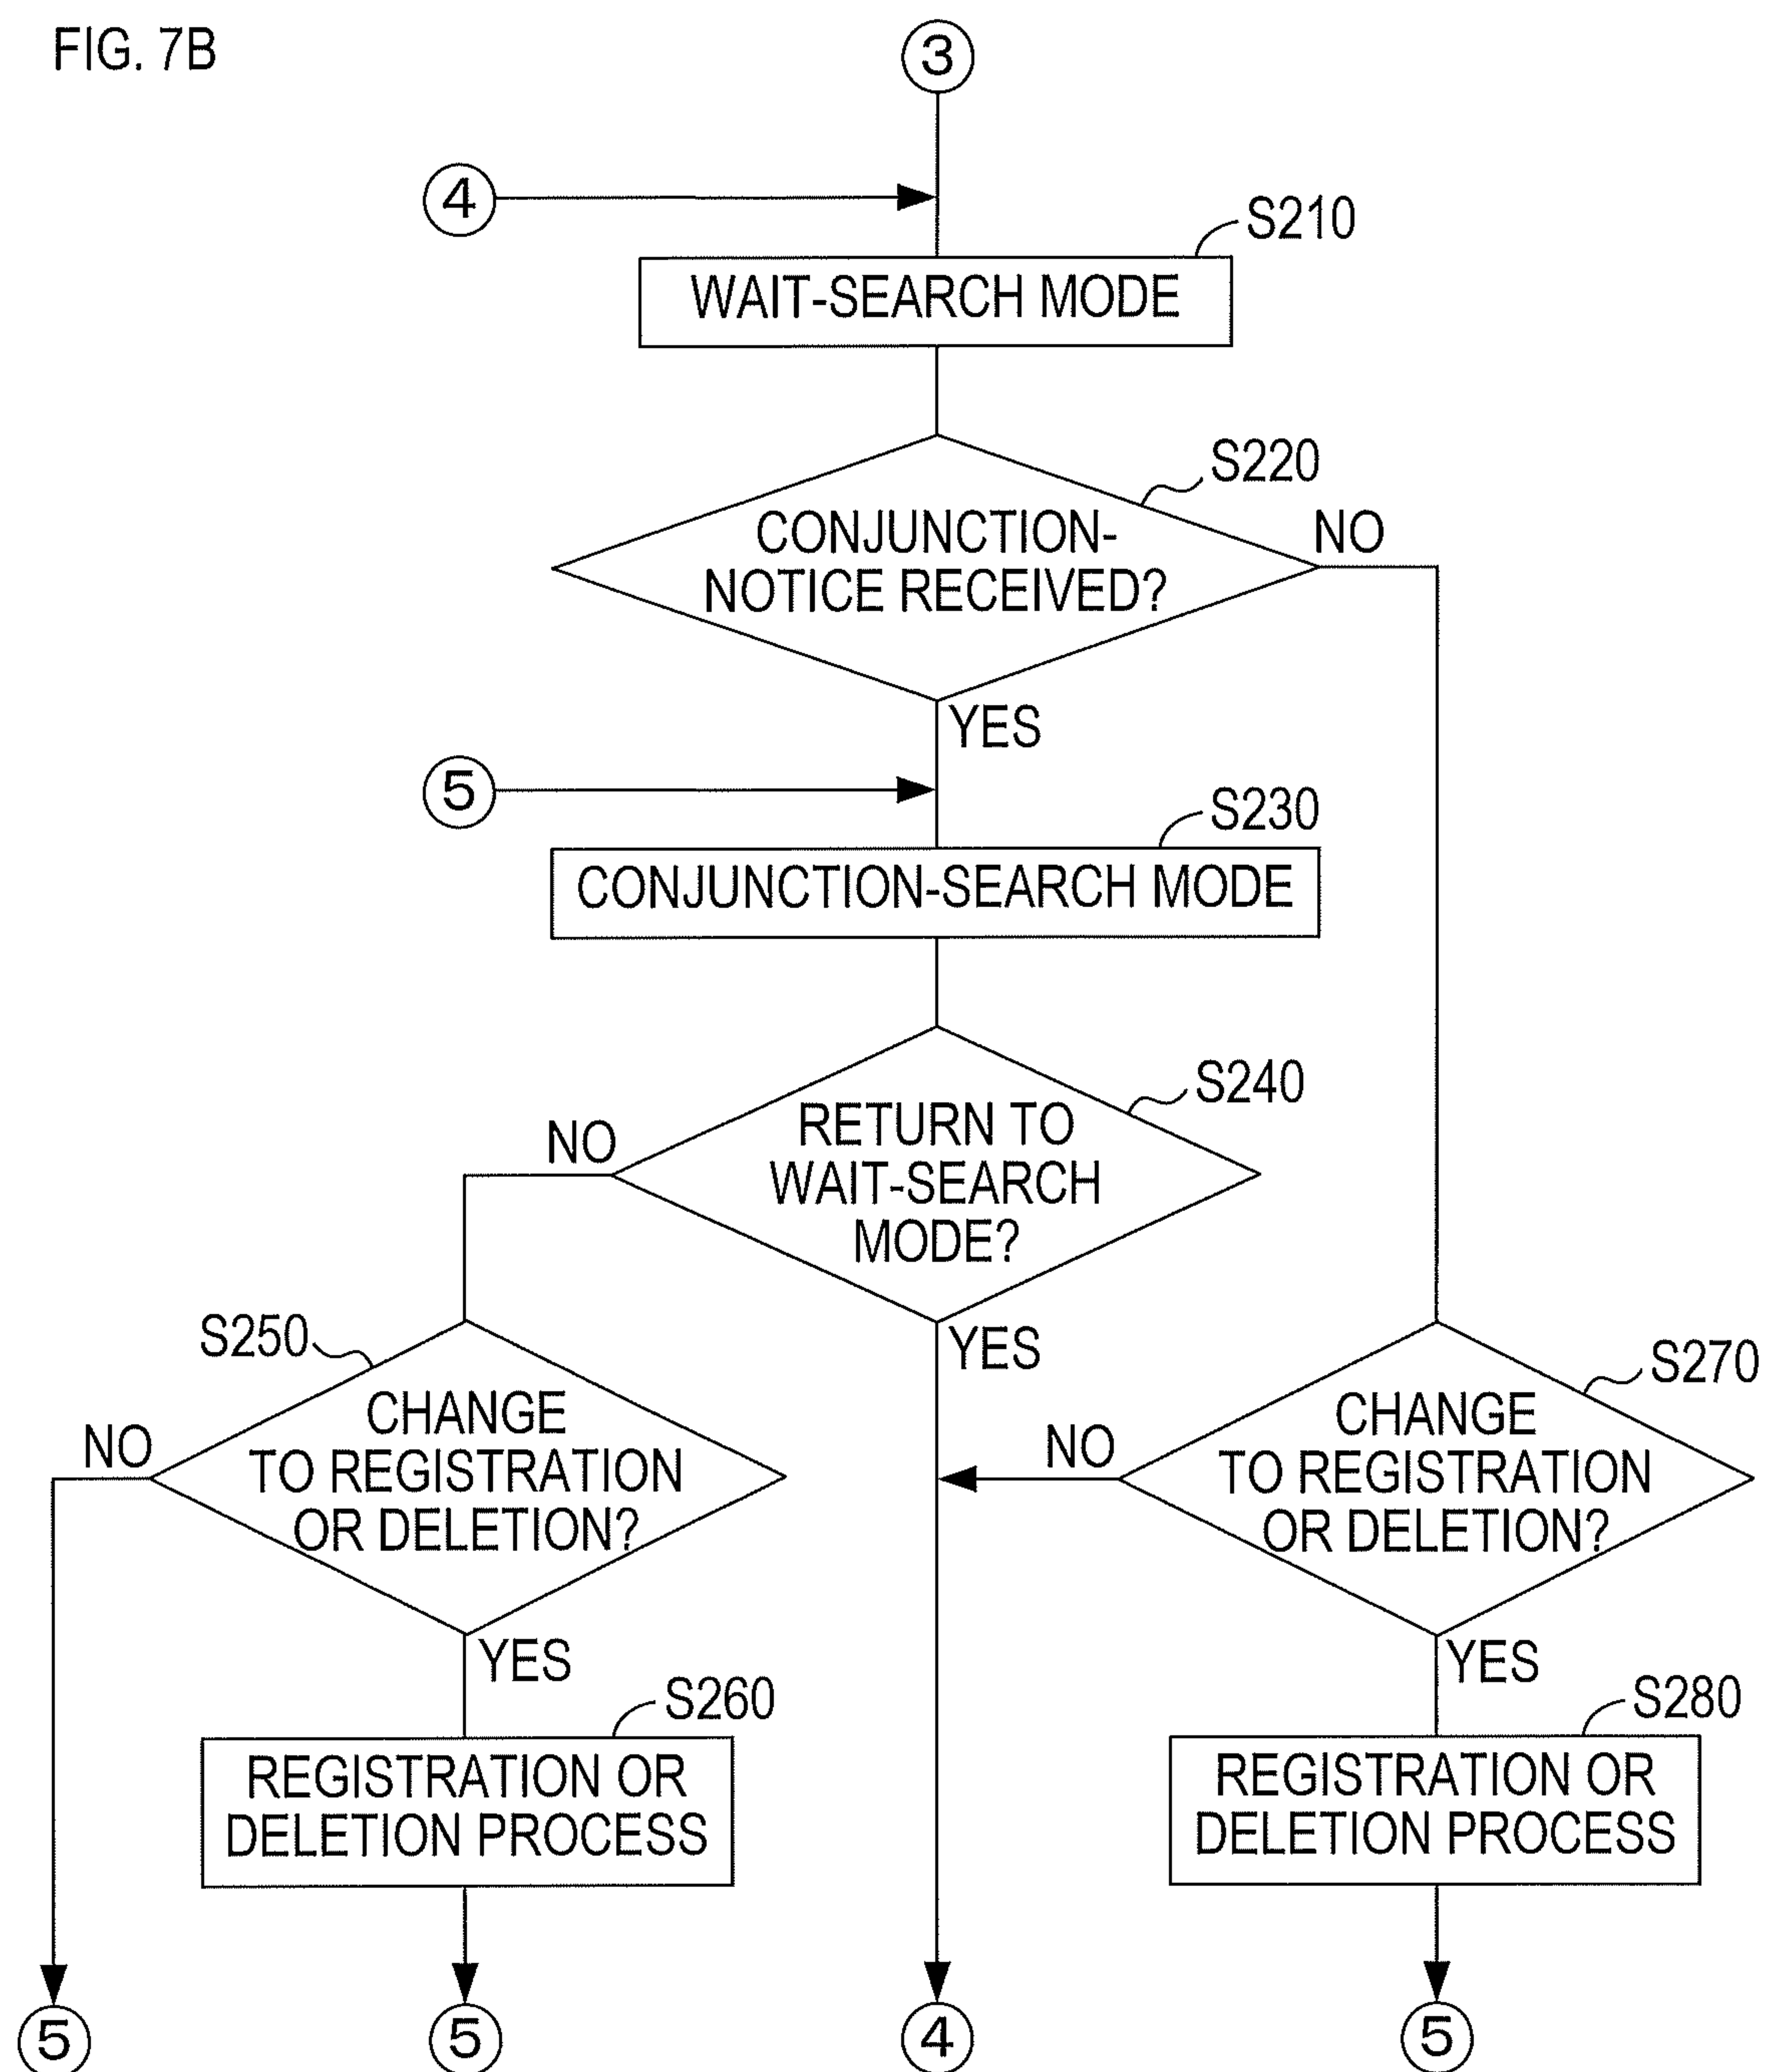 FIG. 7B
3
4
S210
WAIT-SEARCH MODE
S220
CONJUNCTION-
NOTICE RECEIVED?
NO
YES
5
S230
CONJUNCTION-SEARCH MODE
S240
RETURN TO
WAIT-SEARCH
MODE?
NO
YES
S250
CHANGE
TO REGISTRATION
OR DELETION?
NO
YES
S270
CHANGE
TO REGISTRATION
OR DELETION?
NO
YES
S260
REGISTRATION OR
DELETION PROCESS
S280
REGISTRATION OR
DELETION PROCESS
5
5
4
5